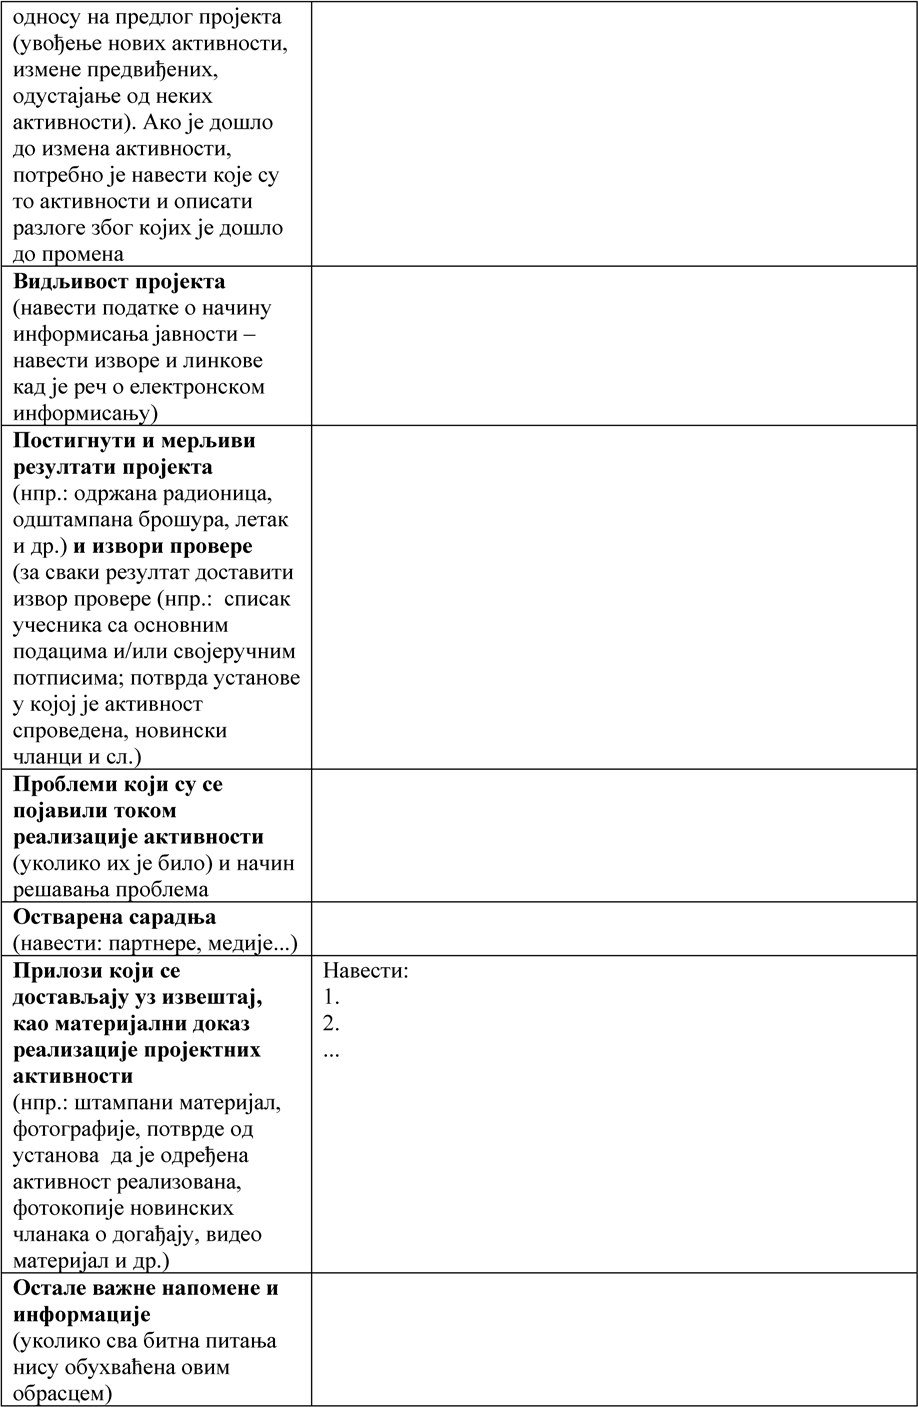 односу на предлог пројекта
(увођење нових активности,
измене предвиђених,
одустајање од неких
активности). Ако је дошло
до измена активности,
потребно је навести које су
то активности и описати
разлоге због којих је дошло
до промена
Видљивост пројекта
(навести податке о начину
информисања јавности –
навести изворе и линкове
кад је реч о електронском
информисању)
Постигнути и мерљиви
резултати пројекта
(нпр.: одржана радионица,
одштампана брошура, летак
и др.) и извори провере
(за сваки резултат доставити
извор провере (нпр.:  списак
учесника са основним
подацима и/или својеручним
потписима; потврда установе
у којој је активност
спроведена, новински
чланци и сл.)
Проблеми који су се
појавили током
реализације активности
(уколико их је било) и начин
решавања проблема
Остварена сарадња
(навести: партнере, медије...)
Прилози који се
достављају уз извештај,
као материјални доказ
реализације пројектних
активности
(нпр.: штампани материјал,
фотографије, потврде од
установа  да је одређена
активност реализована,
фотокопије новинских
чланака о догађају, видео
материјал и др.)
Навести:
1.
2.
...
Остале важне напомене и
информације
(уколико сва битна питања
нису обухваћена овим
обрасцем)